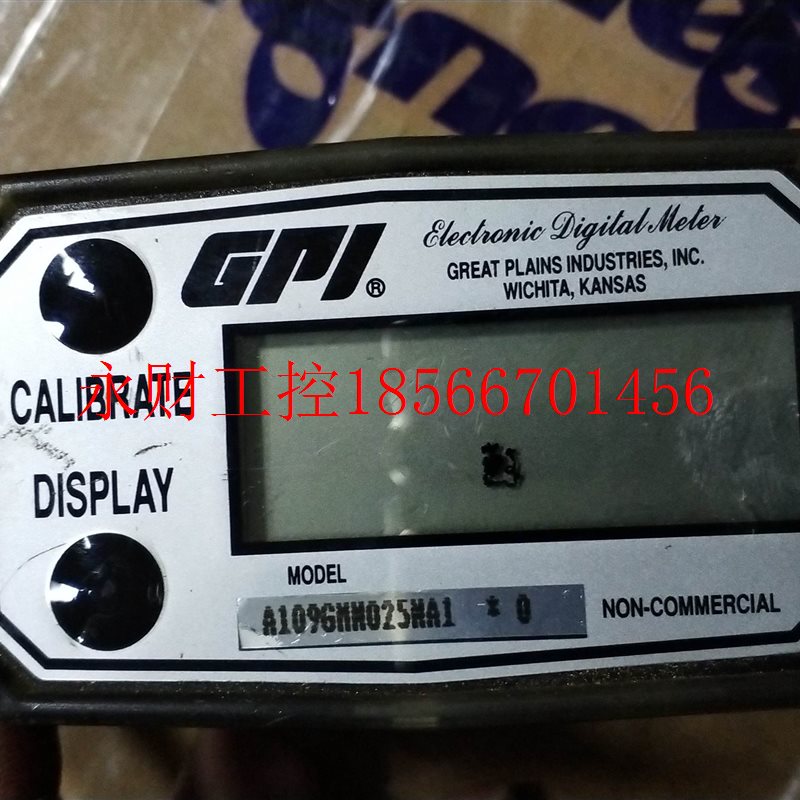 GPI®
Electronic Digital Meter
GREAT PLAINS INDUSTRIES, INC.
WICHITA, KANSAS
CALIBRATE
永财工控18566701456
DISPLAY
MODEL
A109GMM025NA1 * 0
NON-COMMERCIAL